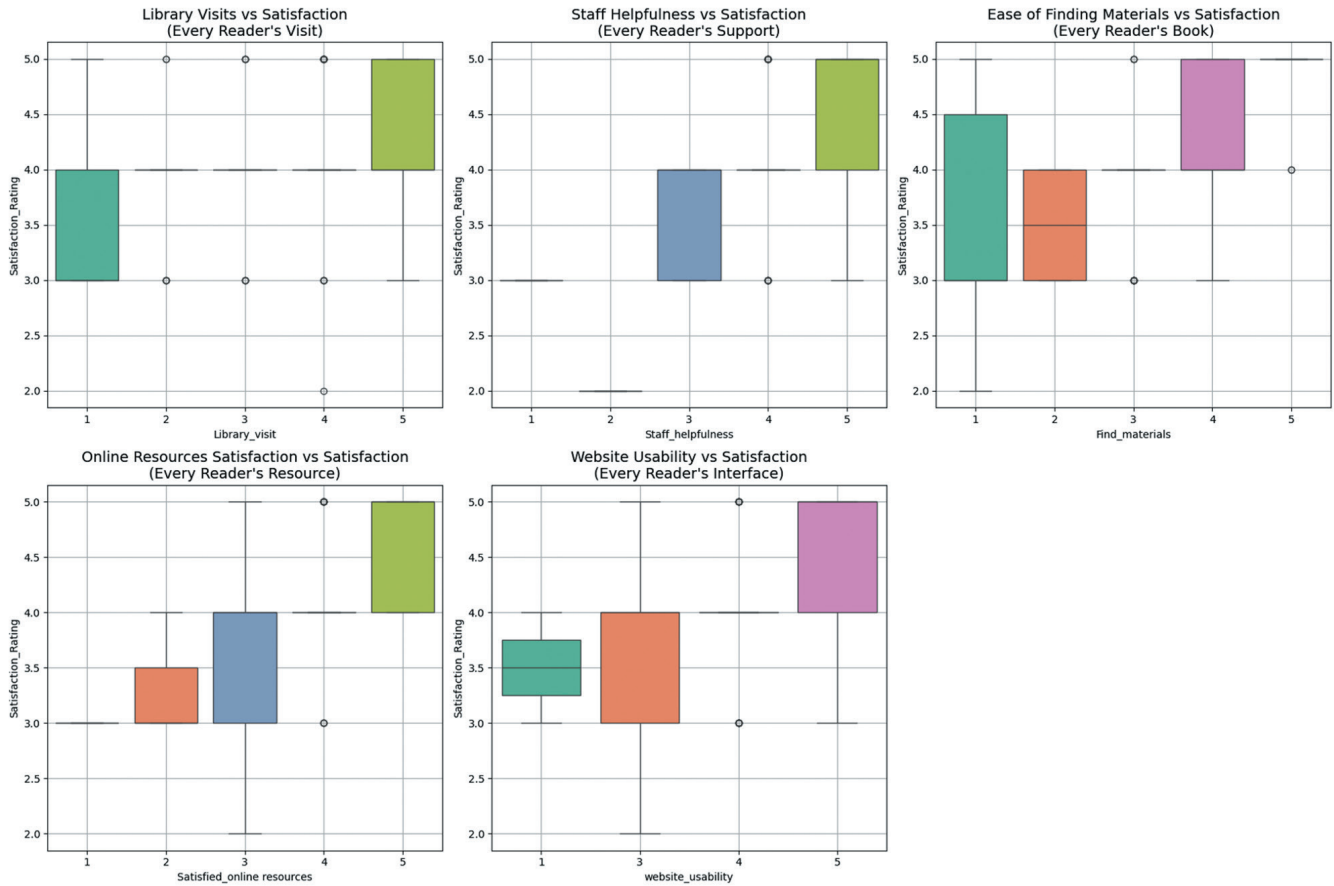 Library Visits vs Satisfaction
(Every Reader's Visit)
5.0
4.5
4.0
3.5
3.0
2.5
2.0
Satisfaction_Rating
1 2 3 4 5
Library_visit
Staff Helpfulness vs Satisfaction
(Every Reader's Support)
5.0
4.5
4.0
3.5
3.0
2.5
2.0
Satisfaction_Rating
1 2 3 4 5
Staff_helpfulness
Ease of Finding Materials vs Satisfaction
(Every Reader's Book)
5.0
4.5
4.0
3.5
3.0
2.5
2.0
Satisfaction_Rating
1 2 3 4 5
Find_materials
Online Resources Satisfaction vs Satisfaction
(Every Reader's Resource)
5.0
4.5
4.0
3.5
3.0
2.5
2.0
Satisfaction_Rating
1 2 3 4 5
Satisfied_online resources
Website Usability vs Satisfaction
(Every Reader's Interface)
5.0
4.5
4.0
3.5
3.0
2.5
2.0
Satisfaction_Rating
1 3 4 5
website_usability